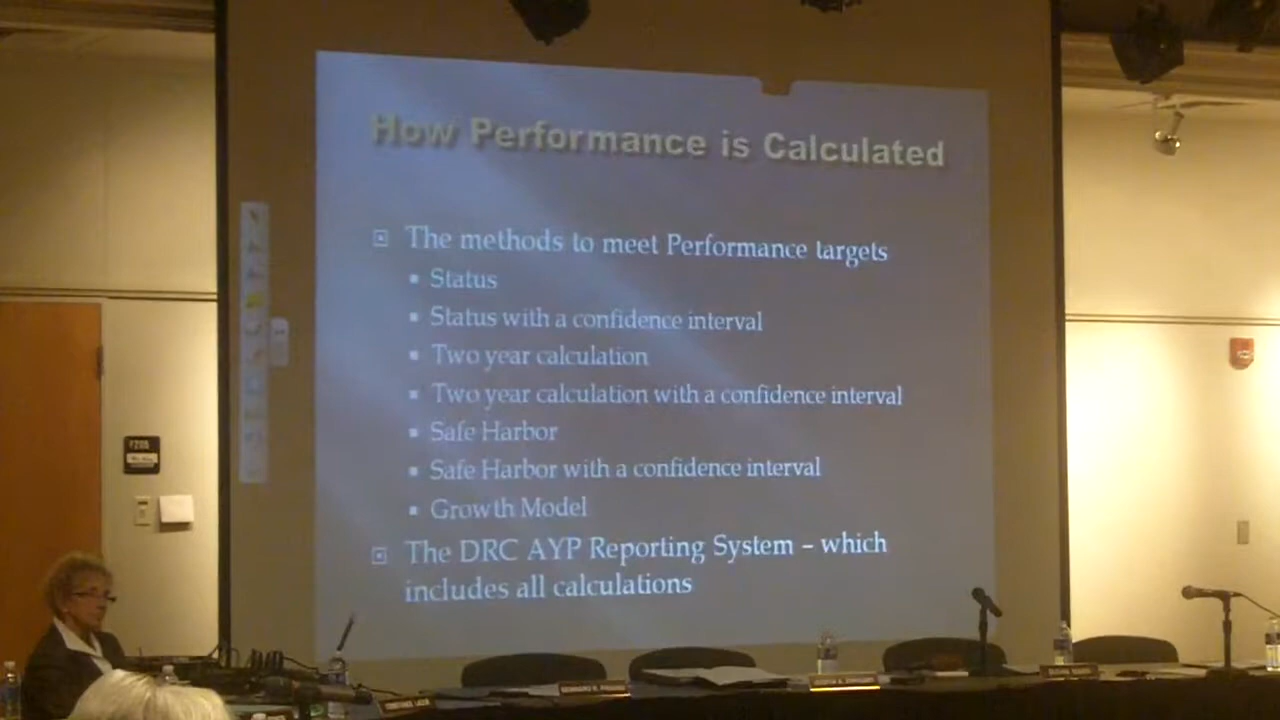 How Performance is Calculated
The methods to meet Performance targets
Status
Status with a confidence interval
Two year calculation
Two year calculation with a confidence interval
Safe Harbor
Safe Harbor with a confidence interval
Growth Model
The DRC AYP Reporting System – which
includes all calculations